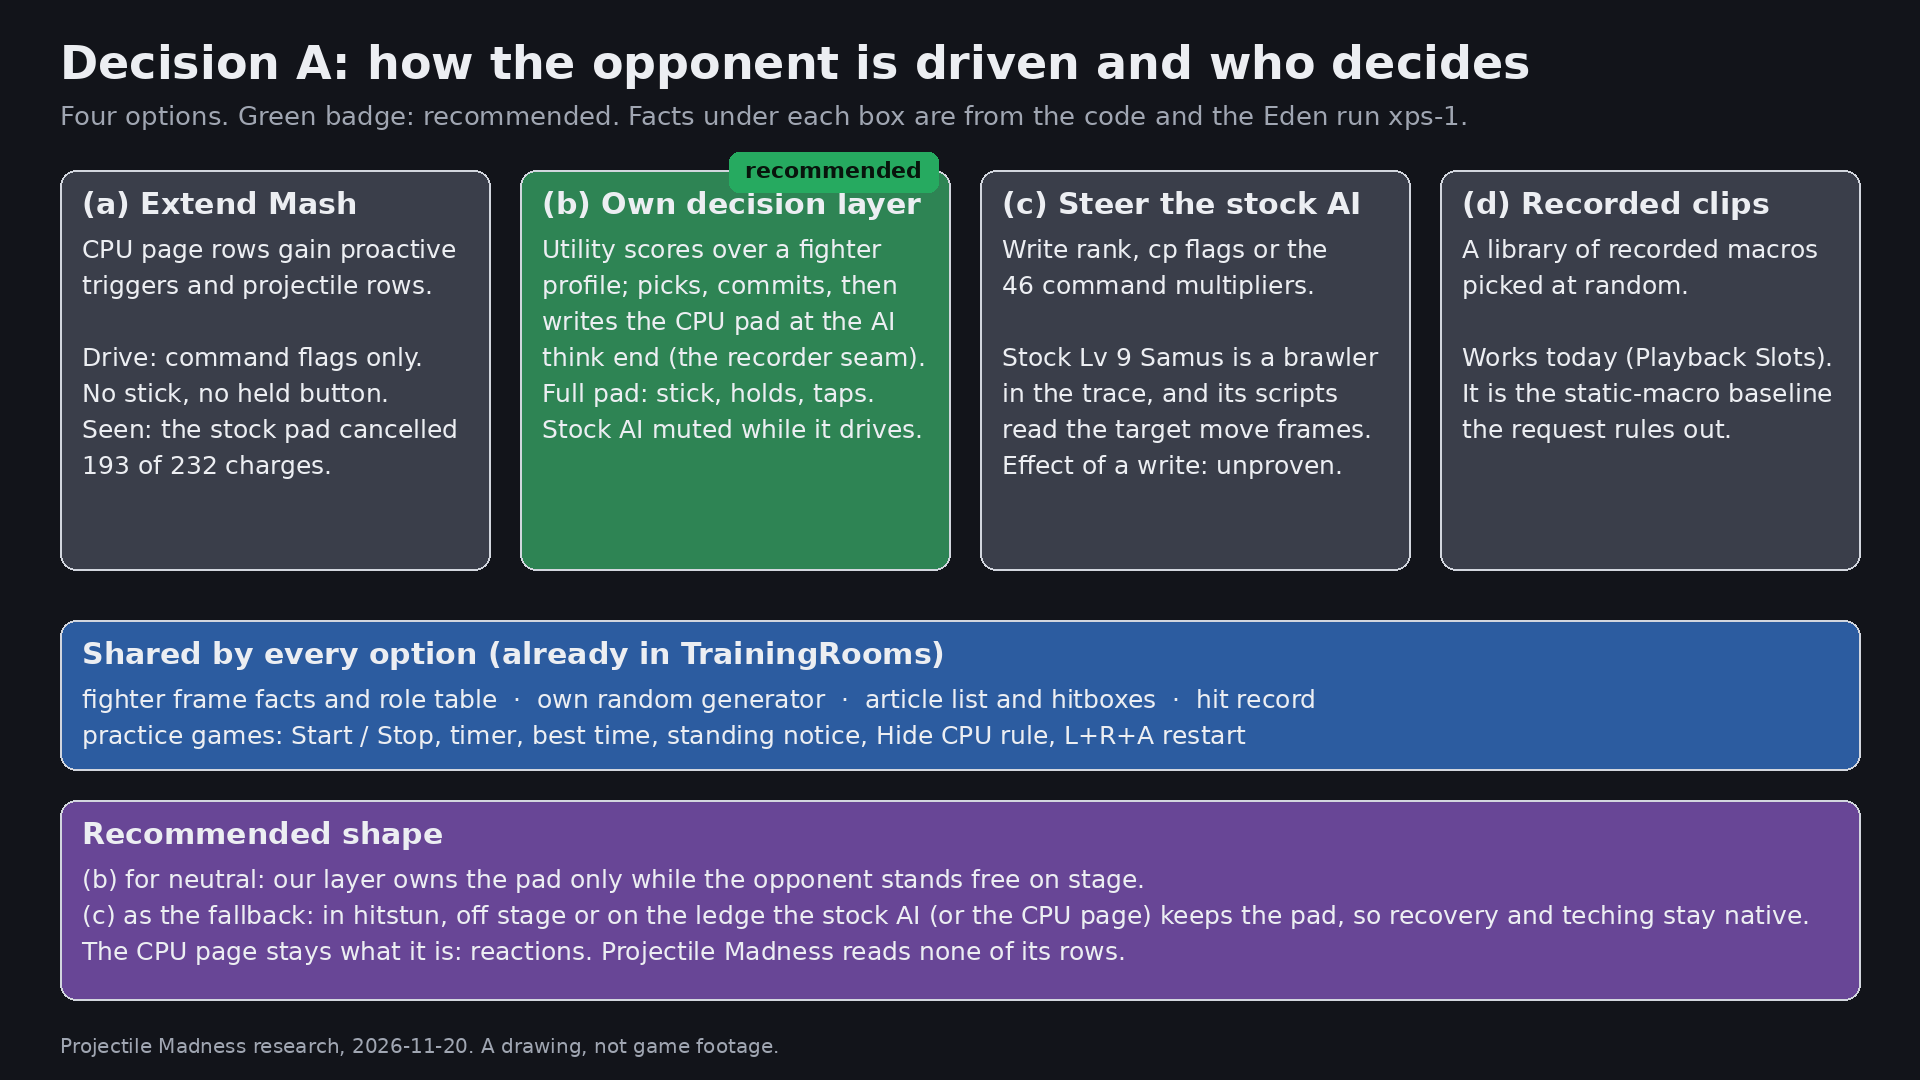 Decision A: how the opponent is driven and who decides
Four options. Green badge: recommended. Facts under each box are from the code and the Eden run xps-1.
recommended
(a) Extend Mash
CPU page rows gain proactive
triggers and projectile rows.
Drive: command flags only.
No stick, no held button.
Seen: the stock pad cancelled
193 of 232 charges.
(b) Own decision layer
Utility scores over a fighter
profile; picks, commits, then
writes the CPU pad at the AI
think end (the recorder seam).
Full pad: stick, holds, taps.
Stock AI muted while it drives.
(c) Steer the stock AI
Write rank, cp flags or the
46 command multipliers.
Stock Lv 9 Samus is a brawler
in the trace, and its scripts
read the target move frames.
Effect of a write: unproven.
(d) Recorded clips
A library of recorded macros
picked at random.
Works today (Playback Slots).
It is the static-macro baseline
the request rules out.
Shared by every option (already in TrainingRooms)
fighter frame facts and role table · own random generator · article list and hitboxes · hit record
practice games: Start / Stop, timer, best time, standing notice, Hide CPU rule, L+R+A restart
Recommended shape
(b) for neutral: our layer owns the pad only while the opponent stands free on stage.
(c) as the fallback: in hitstun, off stage or on the ledge the stock AI (or the CPU page) keeps the pad, so recovery and teching stay native.
The CPU page stays what it is: reactions. Projectile Madness reads none of its rows.
Projectile Madness research, 2026-11-20. A drawing, not game footage.